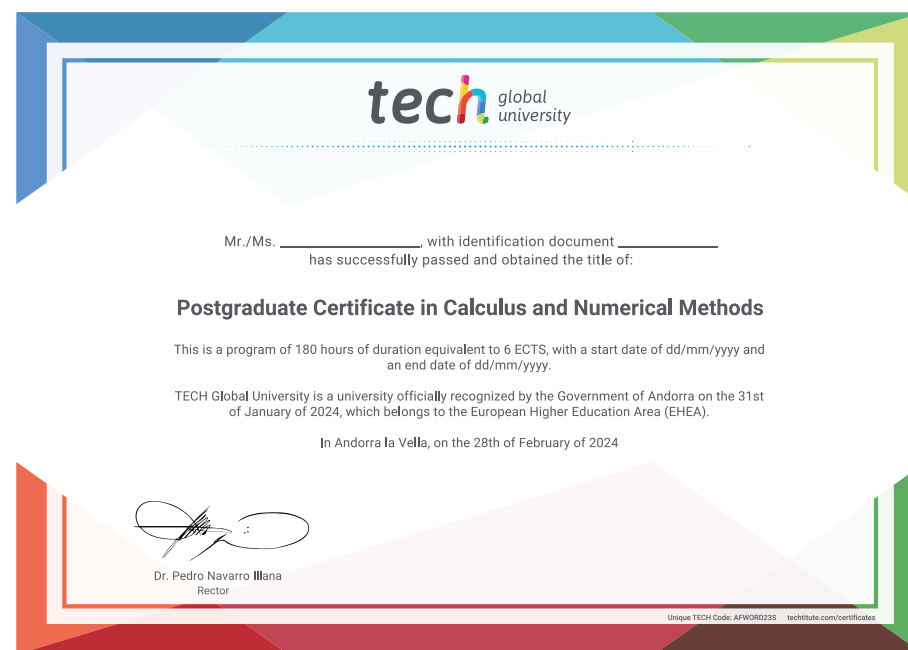 tech global university
Mr./Ms. ____________________, with identification document ______________
has successfully passed and obtained the title of:
Postgraduate Certificate in Calculus and Numerical Methods
This is a program of 180 hours of duration equivalent to 6 ECTS, with a start date of dd/mm/yyyy and
an end date of dd/mm/yyyy.
TECH Global University is a university officially recognized by the Government of Andorra on the 31st
of January of 2024, which belongs to the European Higher Education Area (EHEA).
In Andorra la Vella, on the 28th of February of 2024
Dr. Pedro Navarro Illana
Rector
Unique TECH Code: AFWORD23S techtitute.com/certificates